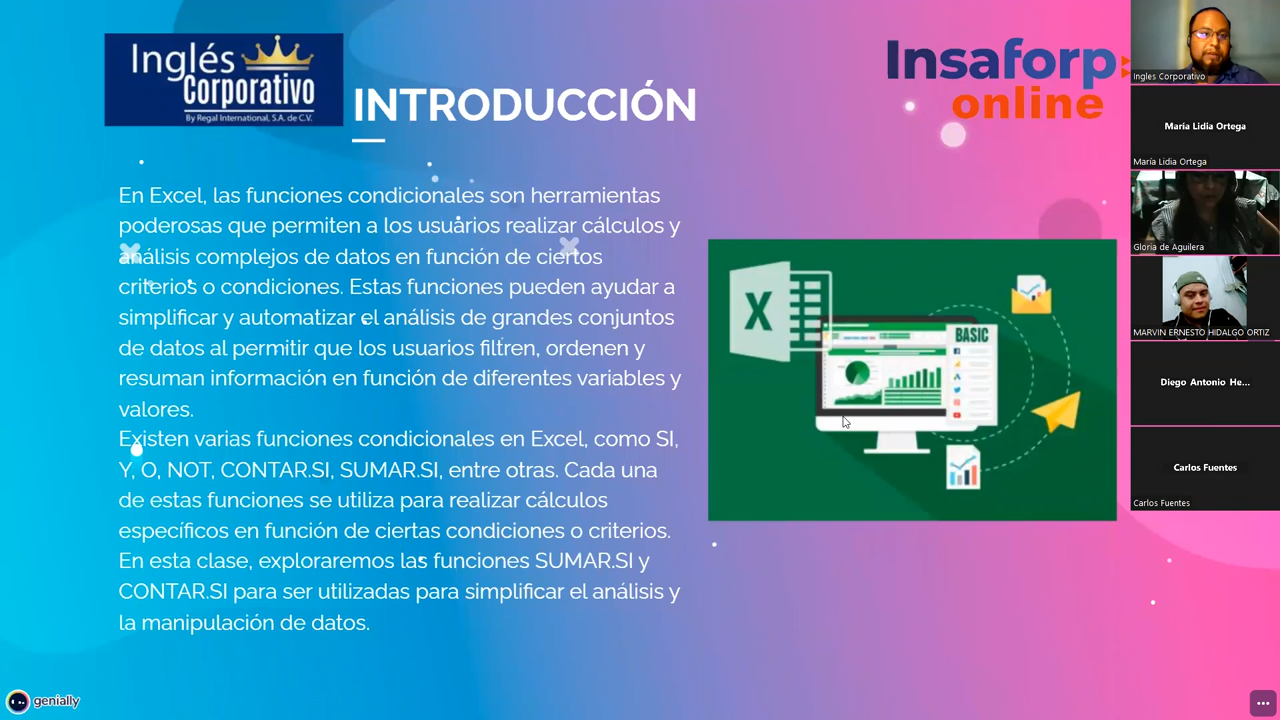 Inglés
Corporativo
By Regal International, S.A. de C.V.
INTRODUCCIÓN
Insaforp
online
En Excel, las funciones condicionales son herramientas
poderosas que permiten a los usuarios realizar cálculos y
análisis complejos de datos en función de ciertos
criterios o condiciones. Estas funciones pueden ayudar a
simplificar y automatizar el análisis de grandes conjuntos
de datos al permitir que los usuarios filtren, ordenen y
resuman información en función de diferentes variables y
valores.
Existen varias funciones condicionales en Excel, como SI,
Y, O, NOT, CONTAR.SI, SUMAR.SI, entre otras. Cada una
de estas funciones se utiliza para realizar cálculos
específicos en función de ciertas condiciones o criterios.
En esta clase, exploraremos las funciones SUMAR.SI y
CONTAR.SI para ser utilizadas para simplificar el análisis y
la manipulación de datos.
X
BASIC
Ingles Corporativo
María Lidia Ortega
María Lidia Ortega
Gloria de Aguilera
MARVIN ERNESTO HIDALGO ORTIZ
Diego Antonio He...
Carlos Fuentes
Carlos Fuentes
genially